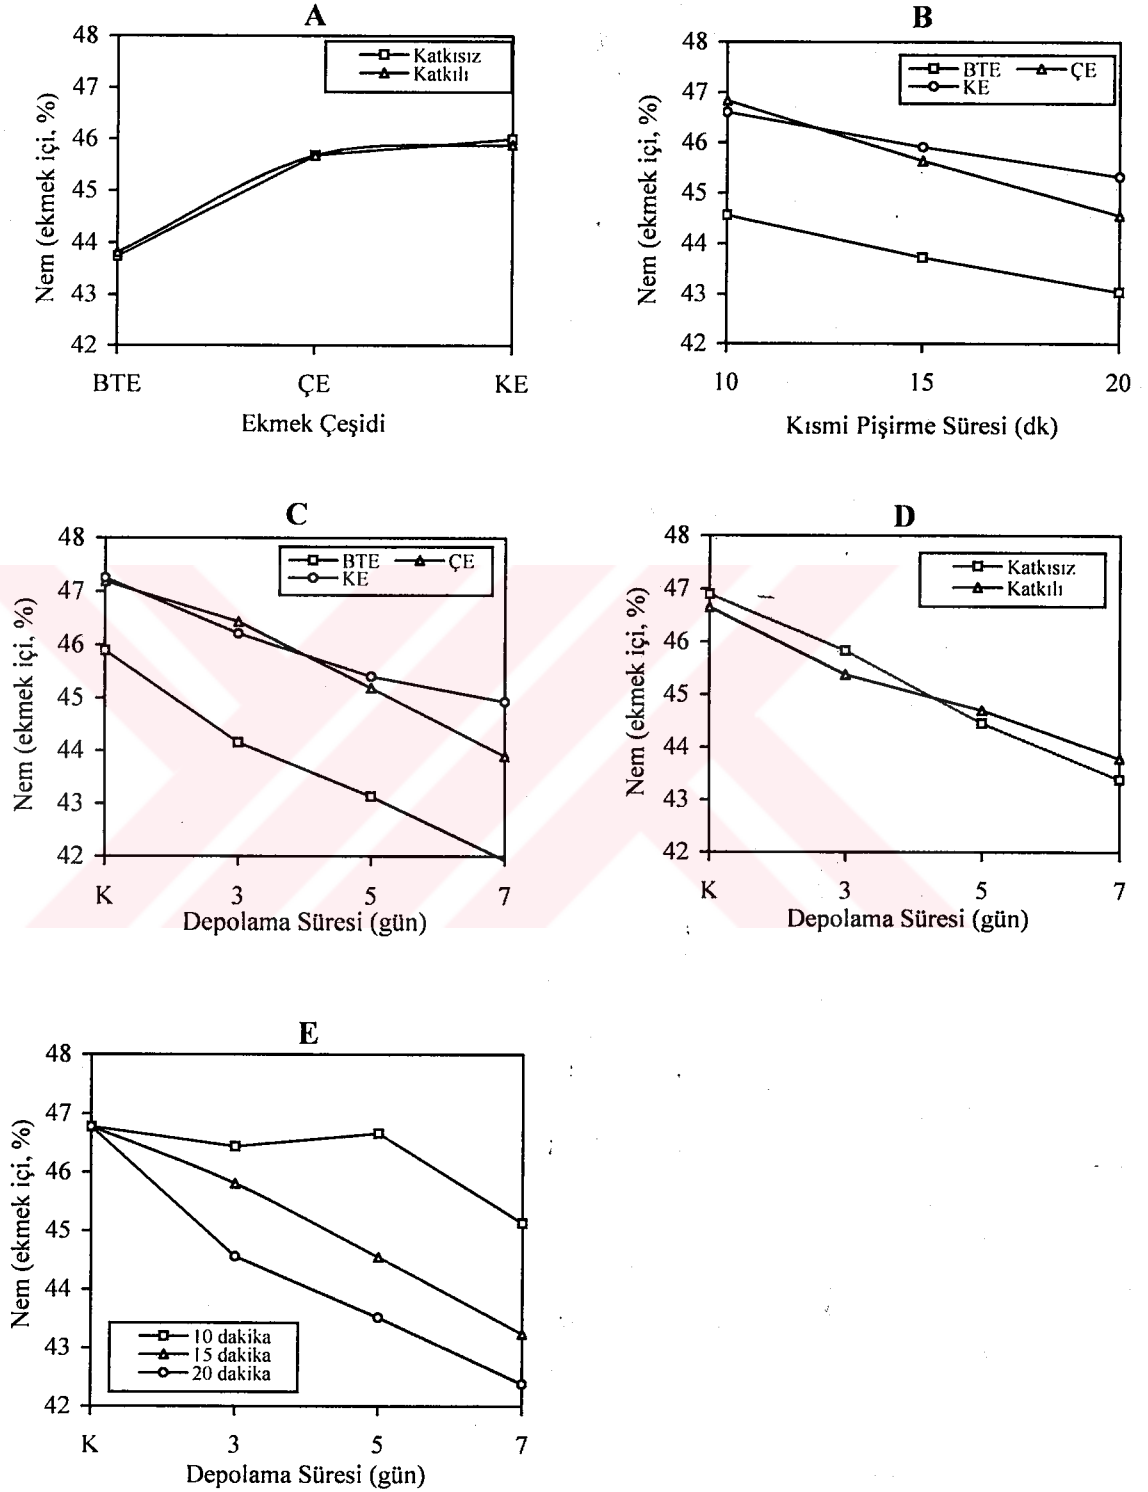 A
48
47
46
45
44
43
42
Nem (ekmek içi, %)
Katkısız
Katkılı
BTE ÇE KE
Ekmek Çeşidi
B
48
47
46
45
44
43
42
Nem (ekmek içi, %)
BTE ÇE
KE
10 15 20
Kısmi Pişirme Süresi (dk)
C
48
47
46
45
44
43
42
Nem (ekmek içi, %)
BTE ÇE
KE
K 3 5 7
Depolama Süresi (gün)
D
48
47
46
45
44
43
42
Nem (ekmek içi, %)
Katkısız
Katkılı
K 3 5 7
Depolama Süresi (gün)
E
48
47
46
45
44
43
42
Nem (ekmek içi, %)
10 dakika
15 dakika
20 dakika
K 3 5 7
Depolama Süresi (gün)